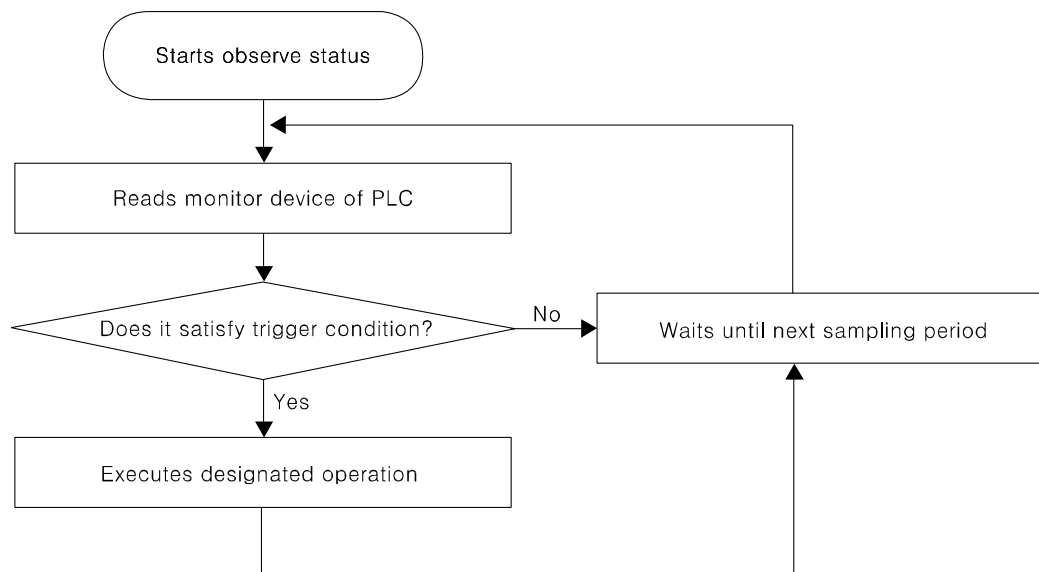 Starts observe status
Reads monitor device of PLC
Does it satisfy trigger condition?
No
Waits until next sampling period
Yes
Executes designated operation